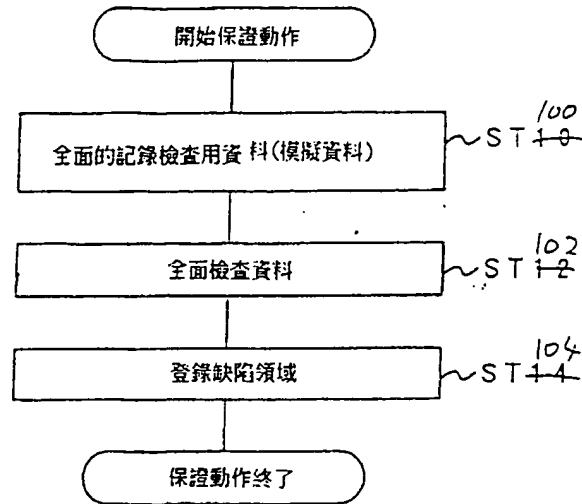 開始保證動作
100
全面的記錄檢查用資料(模擬資料)
ST10
102
全面檢查資料
ST12
104
登錄缺陷領域
ST14
保證動作終了